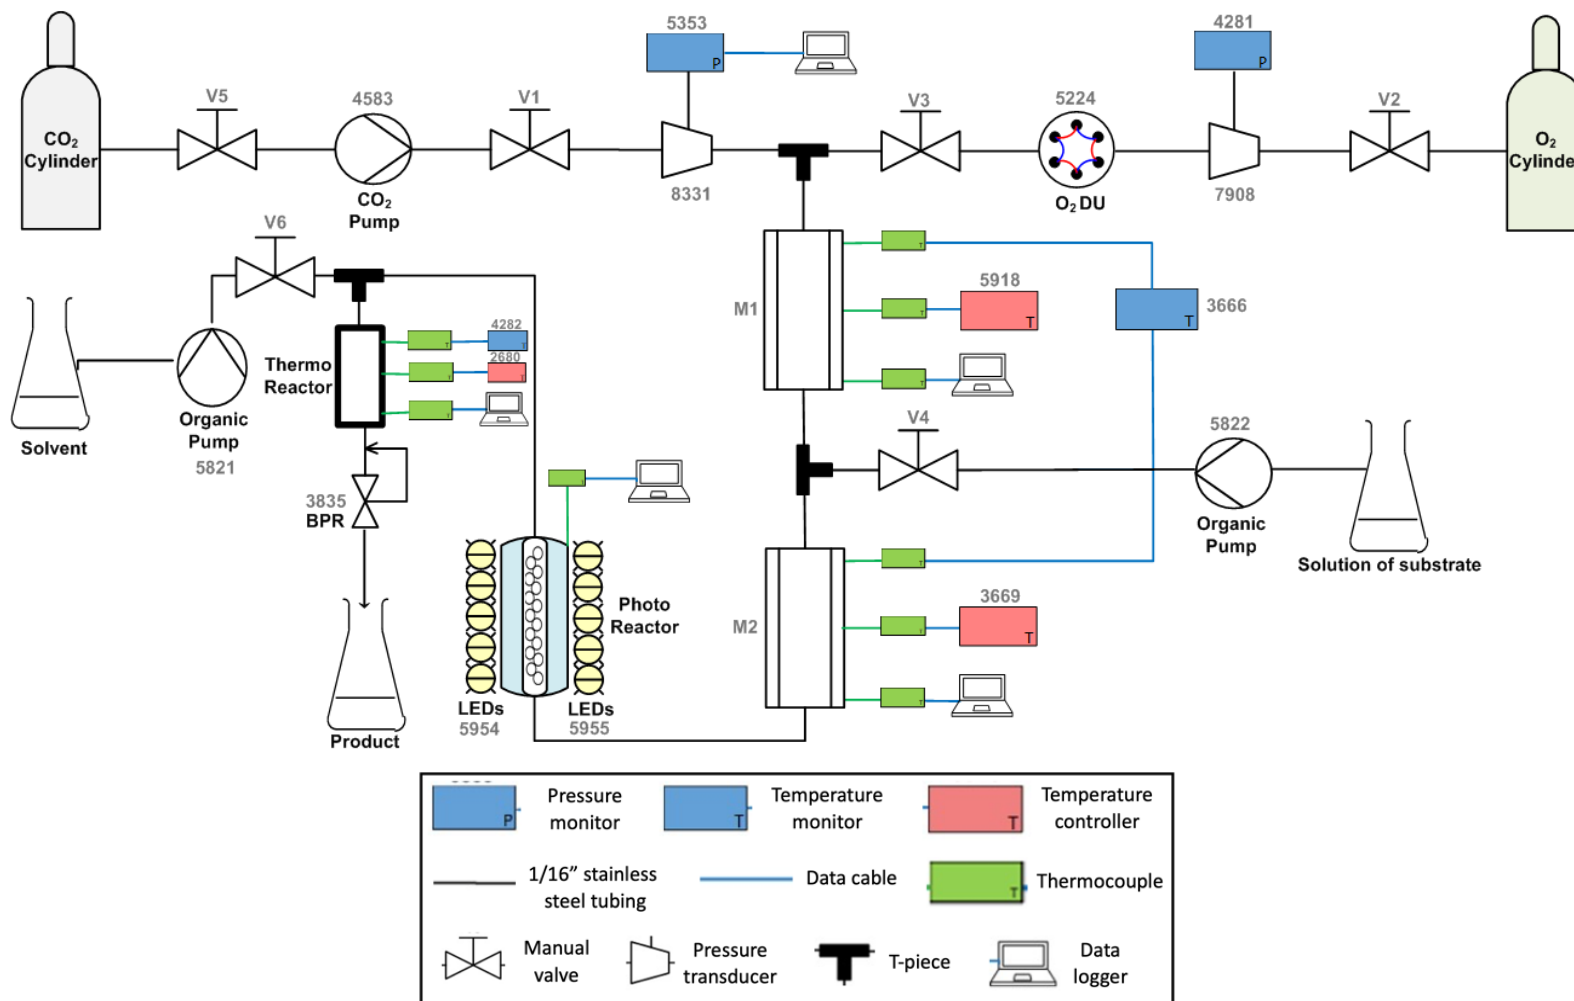 5353
4281
V5
4583
V1
V3
5224
V2
P
P
CO₂
Cylinder
O₂
Cylinde
CO₂
Pump
8331
O₂ DU
7908
V6
T
5918
M1
T
T
3666
T
T
4282
T
T
2680
T
T
T
Thermo
Reactor
Solvent
Organic
Pump
5821
V4
5822
3835
BPR
Organic
Pump
Solution of substrate
T
Photo
Reactor
3669
M2
T
T
T
LEDs
5954
LEDs
5955
Product
P
Pressure
monitor
T
Temperature
monitor
T
Temperature
controller
1/16” stainless
steel tubing
Data cable
T
Thermocouple
Manual
valve
Pressure
transducer
T-piece
Data
logger